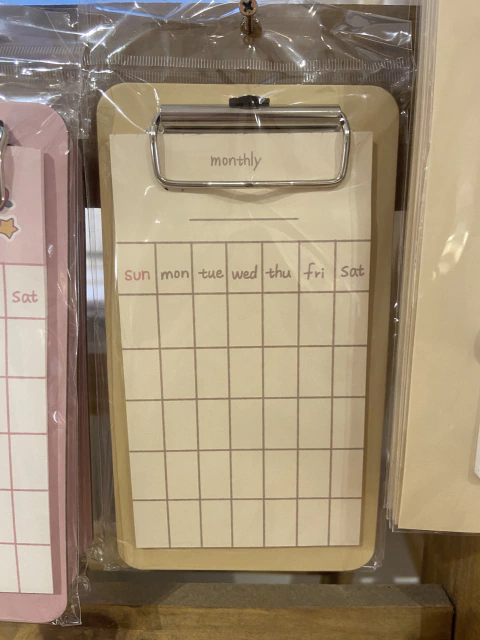 monthly
Sun mon tue wed thu fri Sat
Sat